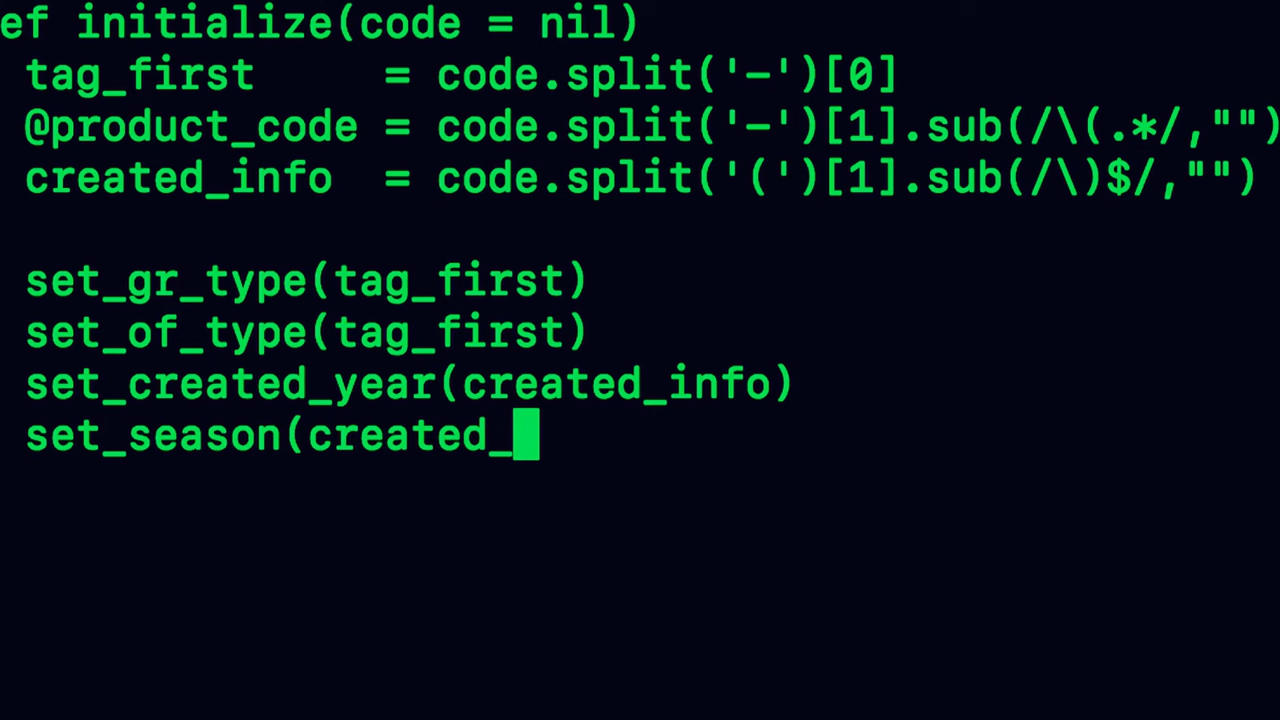 ef initialize(code = nil)
tag_first     = code.split('-')[0]
@product_code = code.split('-')[1].sub(/\(.*/,"")
created_info  = code.split('(')[1].sub(/\)$/,"")
set_gr_type(tag_first)
set_of_type(tag_first)
set_created_year(created_info)
set_season(created_